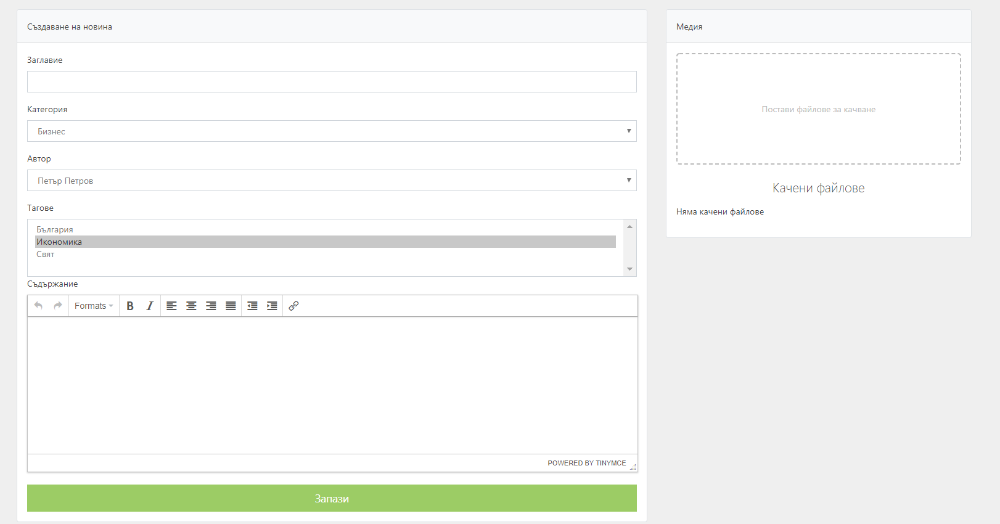 Създаване на новина
Заглавие
Категория
Бизнес
Автор
Петър Петров
Тагове
България
Икономика
Свят
Съдържание
Formats B I
POWERED BY TINYMCE
Запази
Медия
Постави файлове за качване
Качени файлове
Няма качени файлове